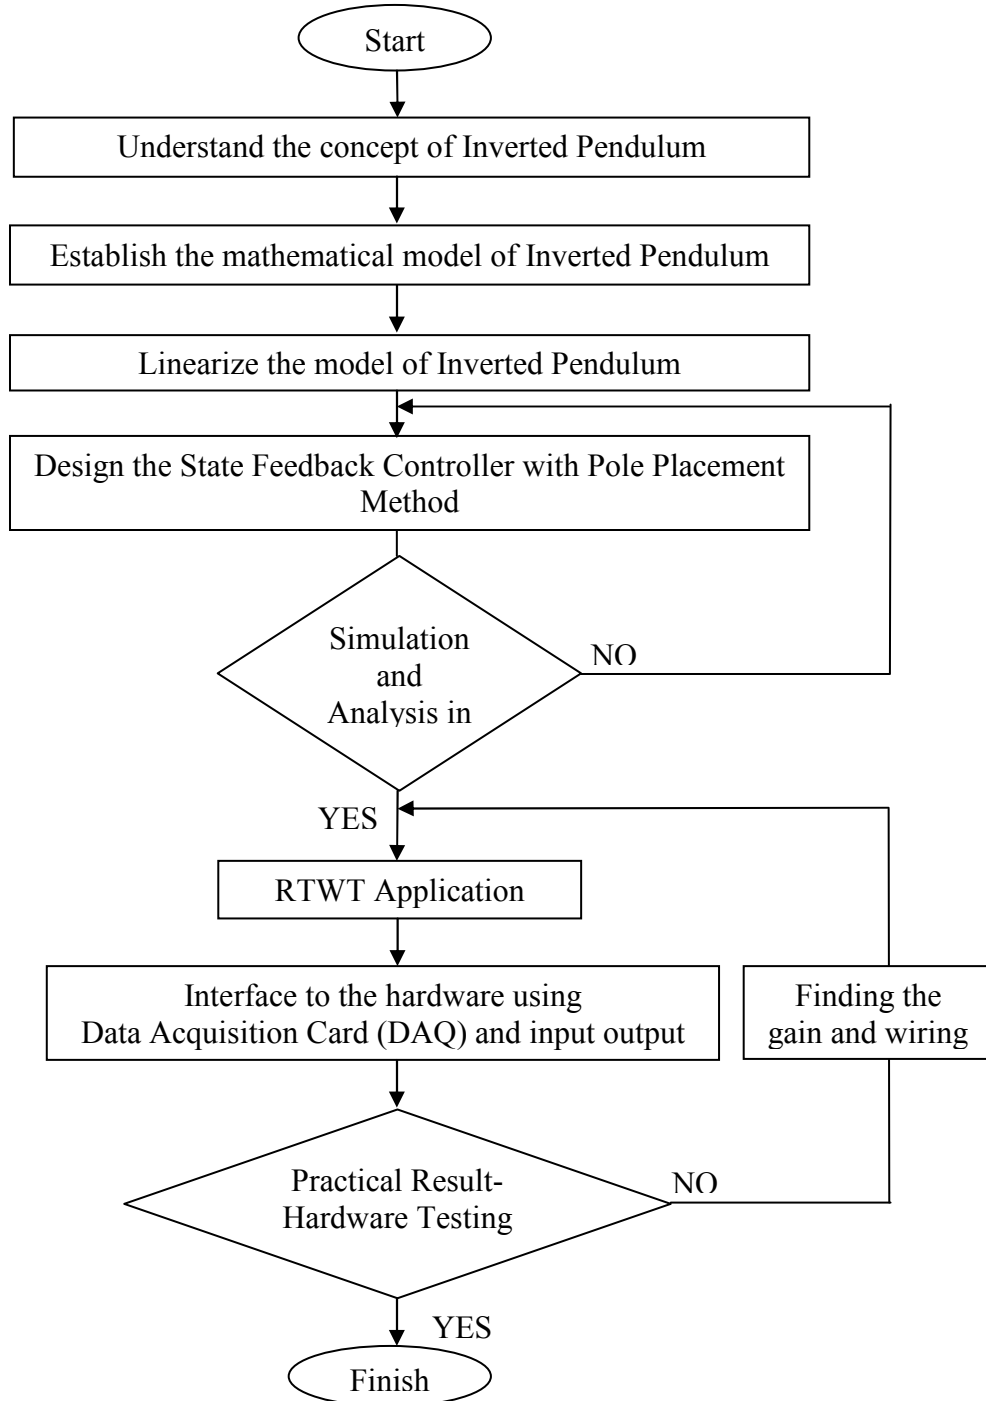 Start
Understand the concept of Inverted Pendulum
Establish the mathematical model of Inverted Pendulum
Linearize the model of Inverted Pendulum
Design the State Feedback Controller with Pole Placement
Method
Simulation
and
Analysis in
NO
YES
RTWT Application
Interface to the hardware using
Data Acquisition Card (DAQ) and input output
Finding the
gain and wiring
Practical Result-
Hardware Testing
NO
YES
Finish